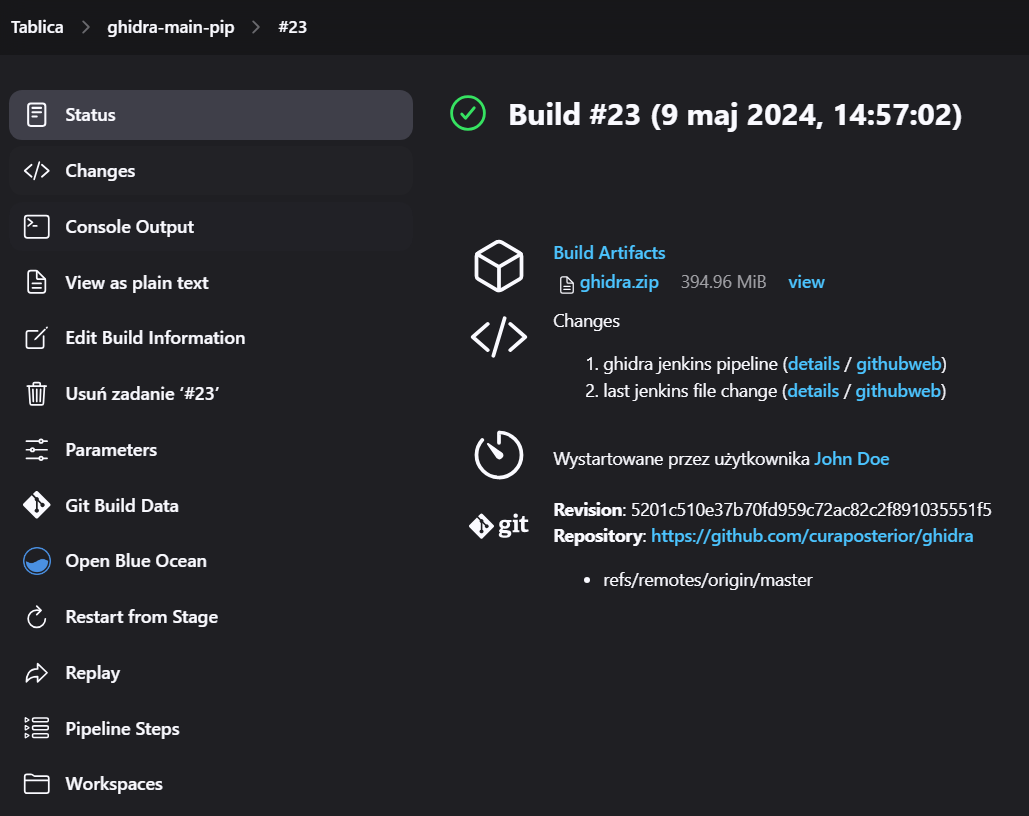 Tablica > ghidra-main-pip > #23
Status
Changes
Console Output
View as plain text
Edit Build Information
Usuń zadanie ‘#23’
Parameters
Git Build Data
Open Blue Ocean
Restart from Stage
Replay
Pipeline Steps
Workspaces
Build #23 (9 maj 2024, 14:57:02)
Build Artifacts
ghidra.zip 394.96 MiB view
Changes
1. ghidra jenkins pipeline (details / githubweb)
2. last jenkins file change (details / githubweb)
Wystartowane przez użytkownika John Doe
git
Revision: 5201c510e37b70fd959c72ac82c2f891035551f5
Repository: https://github.com/curaposterior/ghidra
• refs/remotes/origin/master